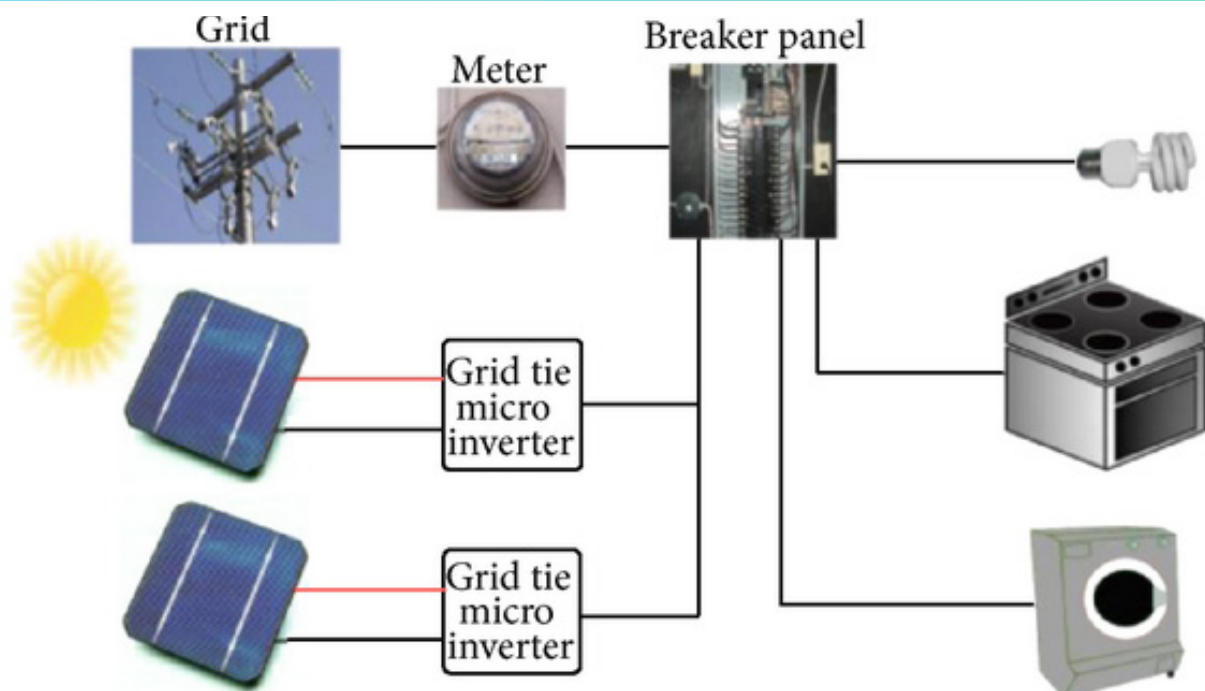 Grid
Meter
Breaker panel
Grid tie
micro
inverter
Grid tie
micro
inverter